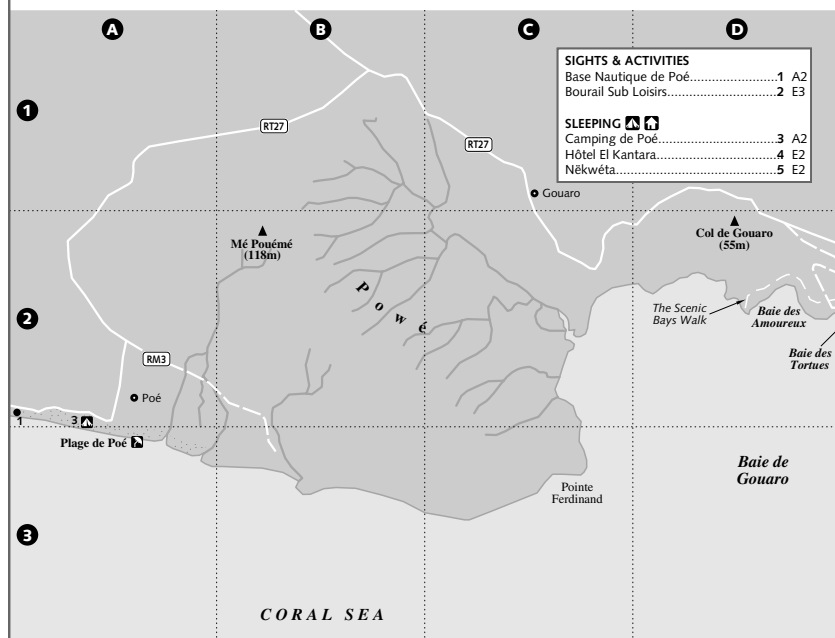 A
B
C
D
1
2
3
SIGHTS & ACTIVITIES
Base Nautique de Poé..........................1 A2
Bourail Sub Loisirs................................2 E3
SLEEPING
Camping de Poé...................................3 A2
Hôtel El Kantara...................................4 E2
Nëkwéta..............................................5 E2
RT27
RT27
Gouaro
Mé Pouémé
(118m)
Col de Gouaro
(55m)
Powé
The Scenic
Bays Walk
Baie des
Amoureux
Baie des
Tortues
RM3
Poé
1
3
Plage de Poé
Baie de
Gouaro
Pointe
Ferdinand
CORAL SEA